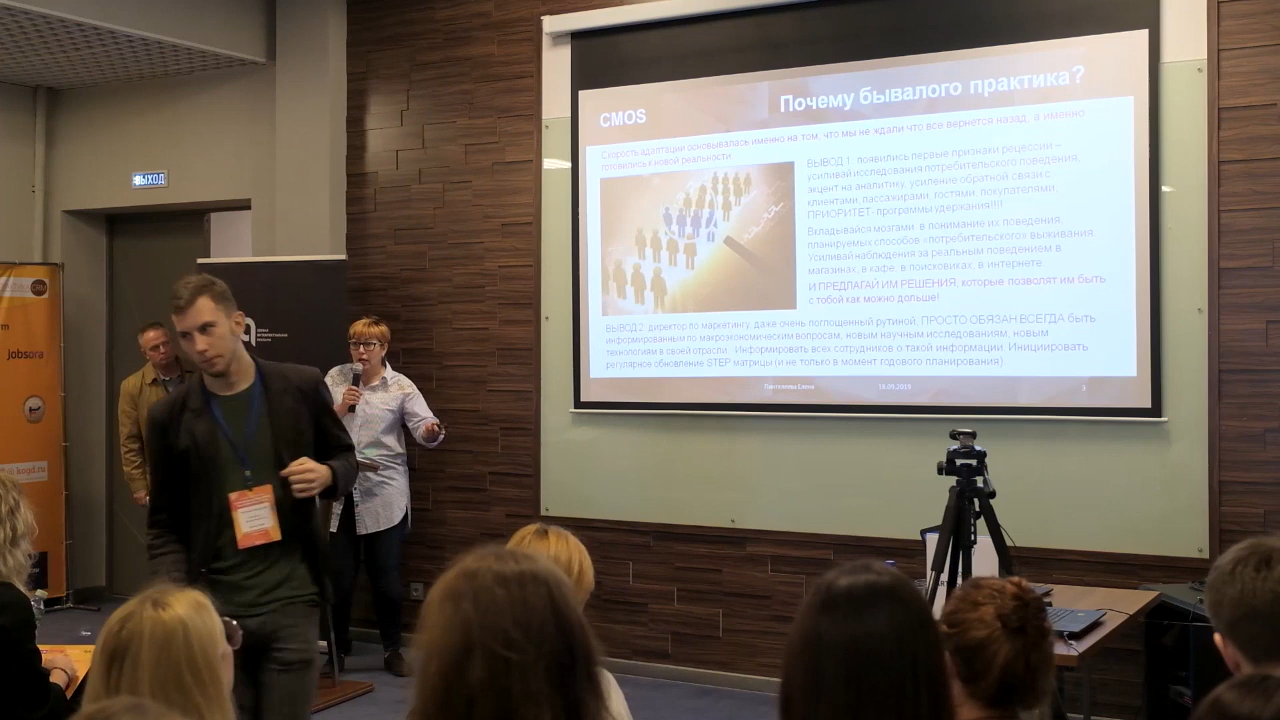 CMOS
Почему бывалого практика?
Скорость адаптации основывалась именно на том, что мы не ждали что все вернется назад, а именно
готовились к новой реальности.
ВЫВОД 1: появились первые признаки рецессии –
усиливай исследования потребительского поведения,
акцент на аналитику, усиление обратной связи с
клиентами, пассажирами, гостями, покупателями.
ПРИОРИТЕТ- программы удержания!!!!
Вкладывайся мозгами в понимание их поведения,
планируемых способов «потребительского» выживания.
Усиливай наблюдения за реальным поведением в
магазинах, в кафе, в поисковиках, в интернете.
И ПРЕДЛАГАЙ ИМ РЕШЕНИЯ, которые позволят им быть
с тобой как можно дольше!
ВЫВОД 2: директор по маркетингу, даже очень поглощенный рутиной, ПРОСТО ОБЯЗАН ВСЕГДА быть
информированным по макроэкономическим вопросам, новым научным исследованиям, новым
технологиям в своей отрасли. Информировать всех сотрудников о такой информации. Инициировать
регулярное обновление STEP матрицы (и не только в момент годового планирования).
Пантелеева Елена
18.09.2019
3
ВЫХОД
CRM
Jobsora
kogd.ru